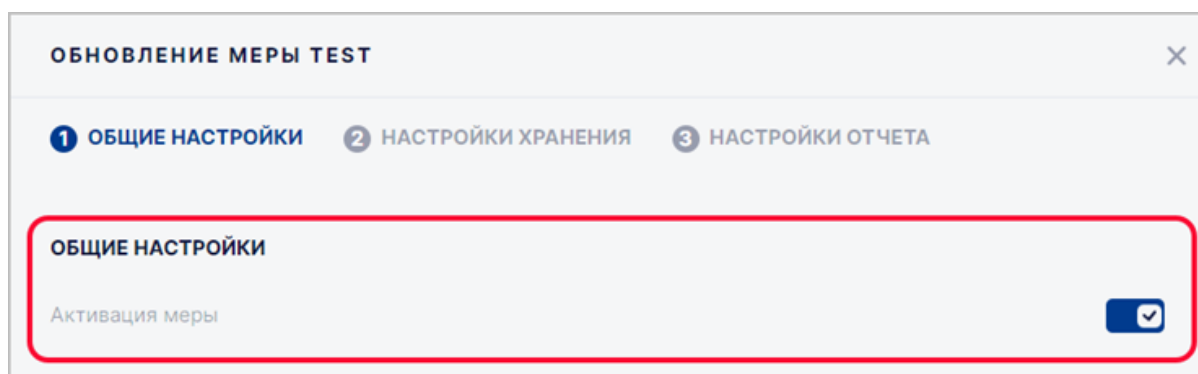 ОБНОВЛЕНИЕ МЕРЫ TEST
1 ОБЩИЕ НАСТРОЙКИ 2 НАСТРОЙКИ ХРАНЕНИЯ 3 НАСТРОЙКИ ОТЧЕТА
ОБЩИЕ НАСТРОЙКИ
Активация меры